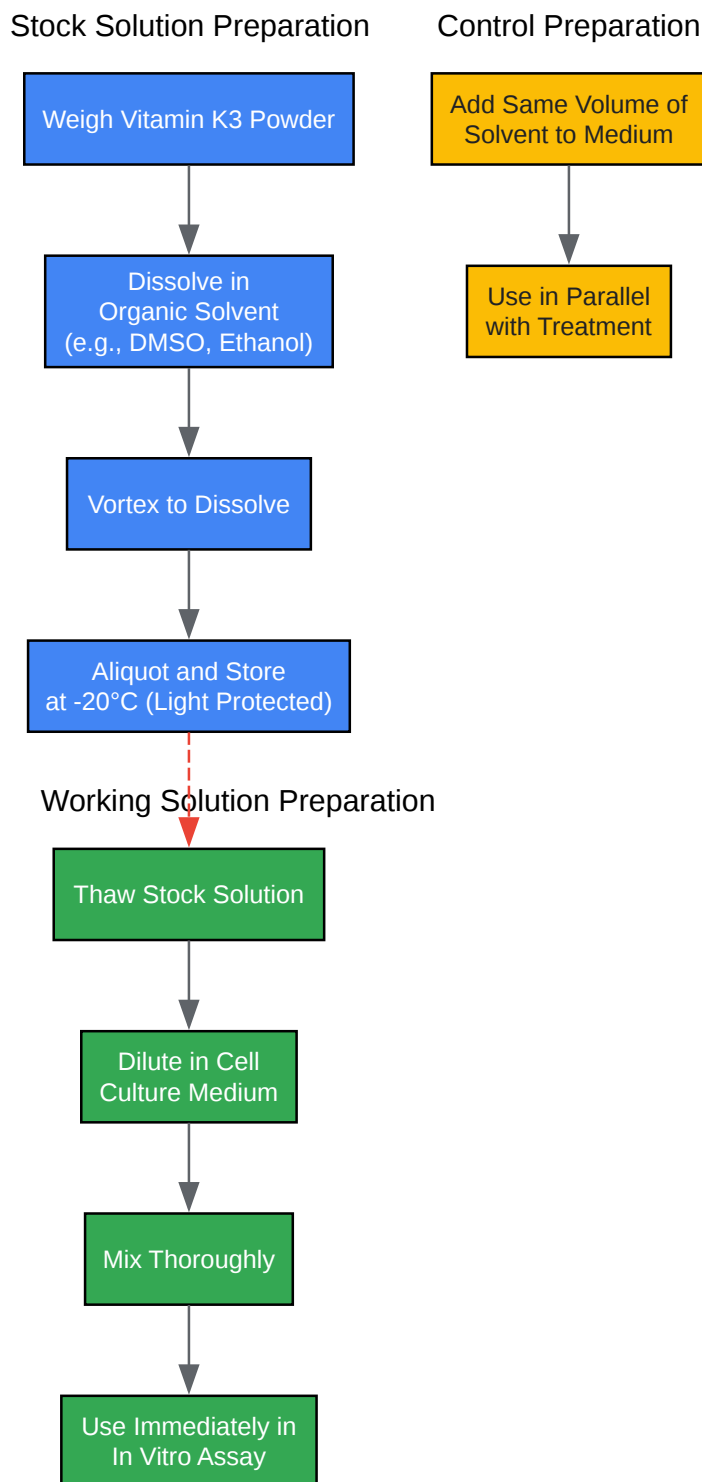 Stock Solution Preparation
Weigh Vitamin K3 Powder
Dissolve in
Organic Solvent
(e.g., DMSO, Ethanol)
Vortex to Dissolve
Aliquot and Store
at -20°C (Light Protected)
Working Solution Preparation
Thaw Stock Solution
Dilute in Cell
Culture Medium
Mix Thoroughly
Use Immediately in
In Vitro Assay
Control Preparation
Add Same Volume of
Solvent to Medium
Use in Parallel
with Treatment